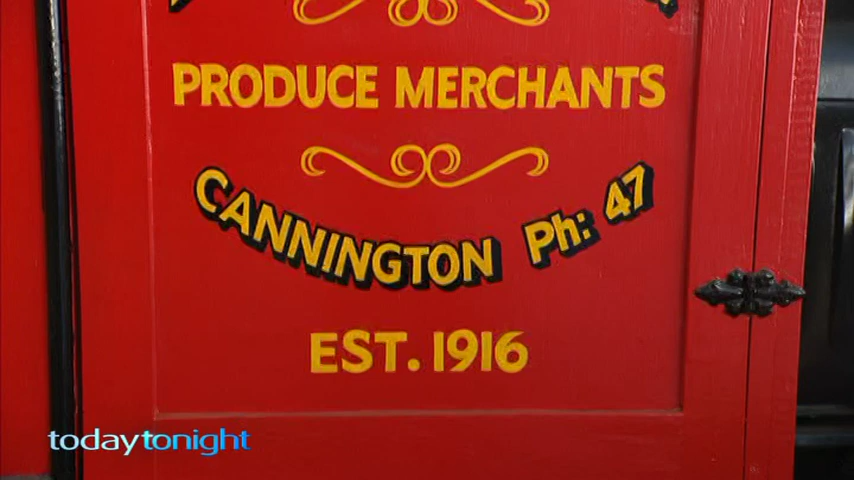 PRODUCE MERCHANTS
CANNINGTON Ph: 47
EST. 1916
todaytonight